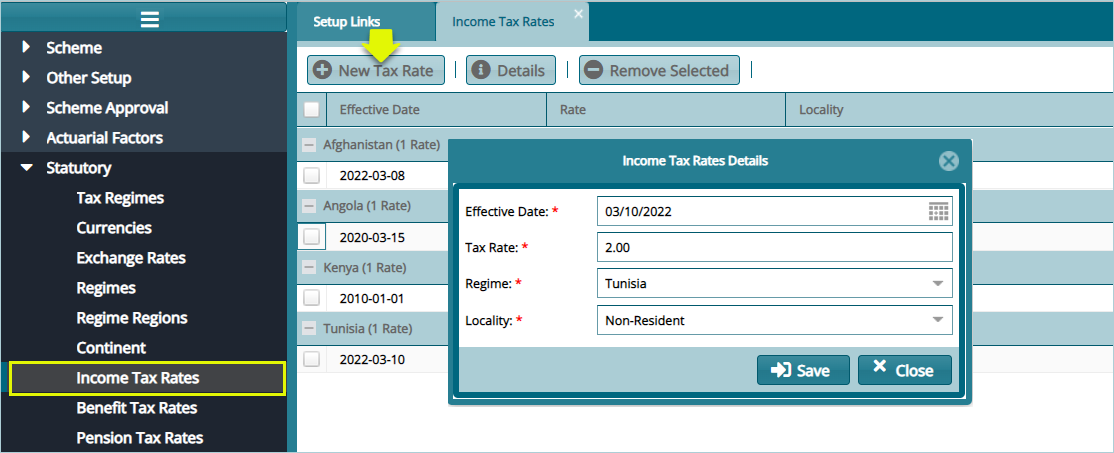 Setup Links
Income Tax Rates
Scheme
Other Setup
Scheme Approval
Actuarial Factors
Statutory
Tax Regimes
Currencies
Exchange Rates
Regimes
Regime Regions
Continent
Income Tax Rates
Benefit Tax Rates
Pension Tax Rates
New Tax Rate
Details
Remove Selected
Effective Date Rate Locality
Afghanistan (1 Rate)
2022-03-08
Angola (1 Rate)
2020-03-15
Kenya (1 Rate)
2010-01-01
Tunisia (1 Rate)
2022-03-10
Income Tax Rates Details
Effective Date: * 03/10/2022
Tax Rate: * 2.00
Regime: * Tunisia
Locality: * Non-Resident
Save
Close